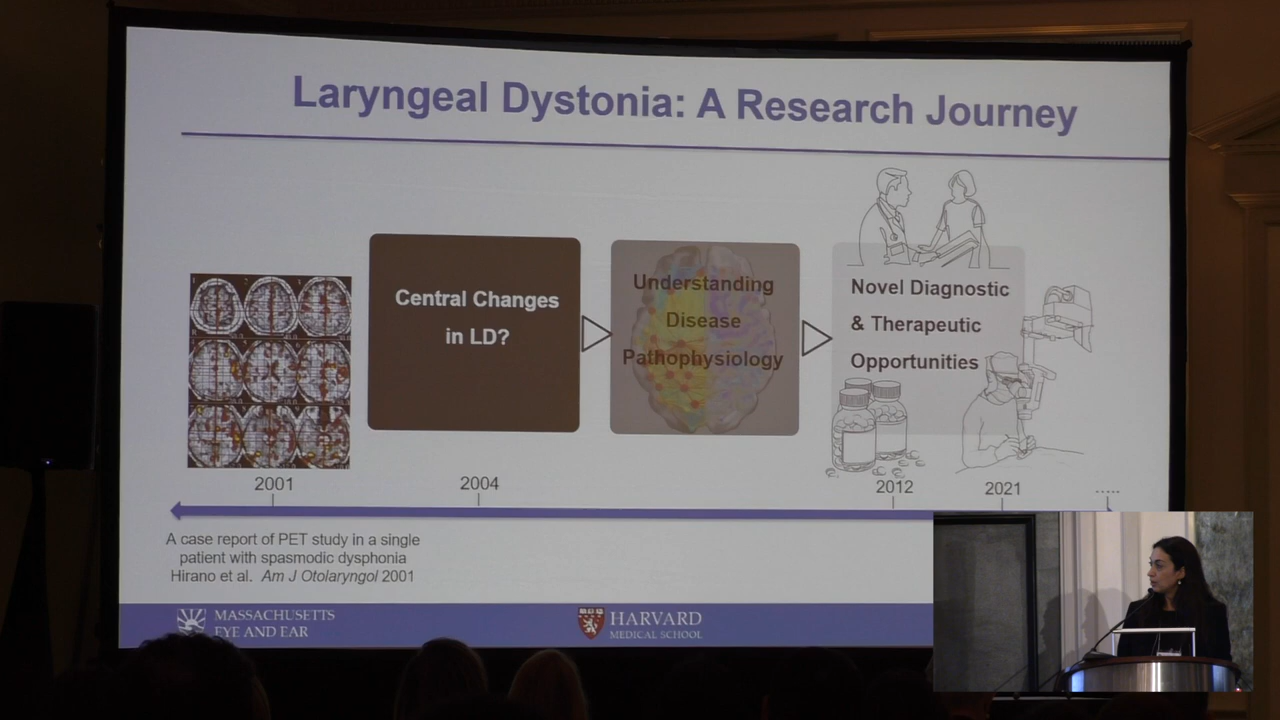 Laryngeal Dystonia: A Research Journey
Central Changes
in LD?
Understanding
Disease
Pathophysiology
Novel Diagnostic
& Therapeutic
Opportunities
2001
2004
2012
2021
.....
A case report of PET study in a single
patient with spasmodic dysphonia
Hirano et al. Am J Otolaryngol 2001
MASSACHUSETTS
EYE AND EAR
HARVARD
MEDICAL SCHOOL